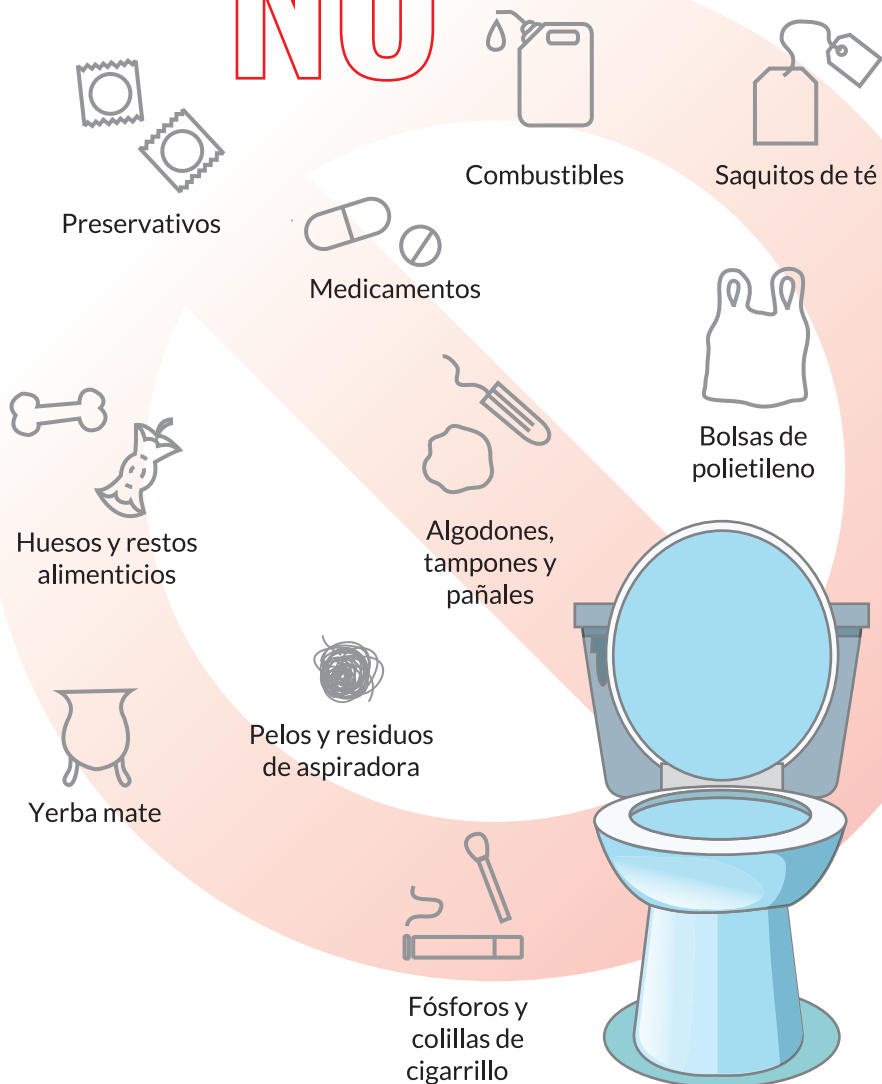 NO
Combustibles
Saquitos de té
Preservativos
Medicamentos
Bolsas de
polietileno
Huesos y restos
alimenticios
Algodones,
tampones y
pañales
Pelos y residuos
de aspiradora
Yerba mate
Fósforos y
colillas de
cigarrillo